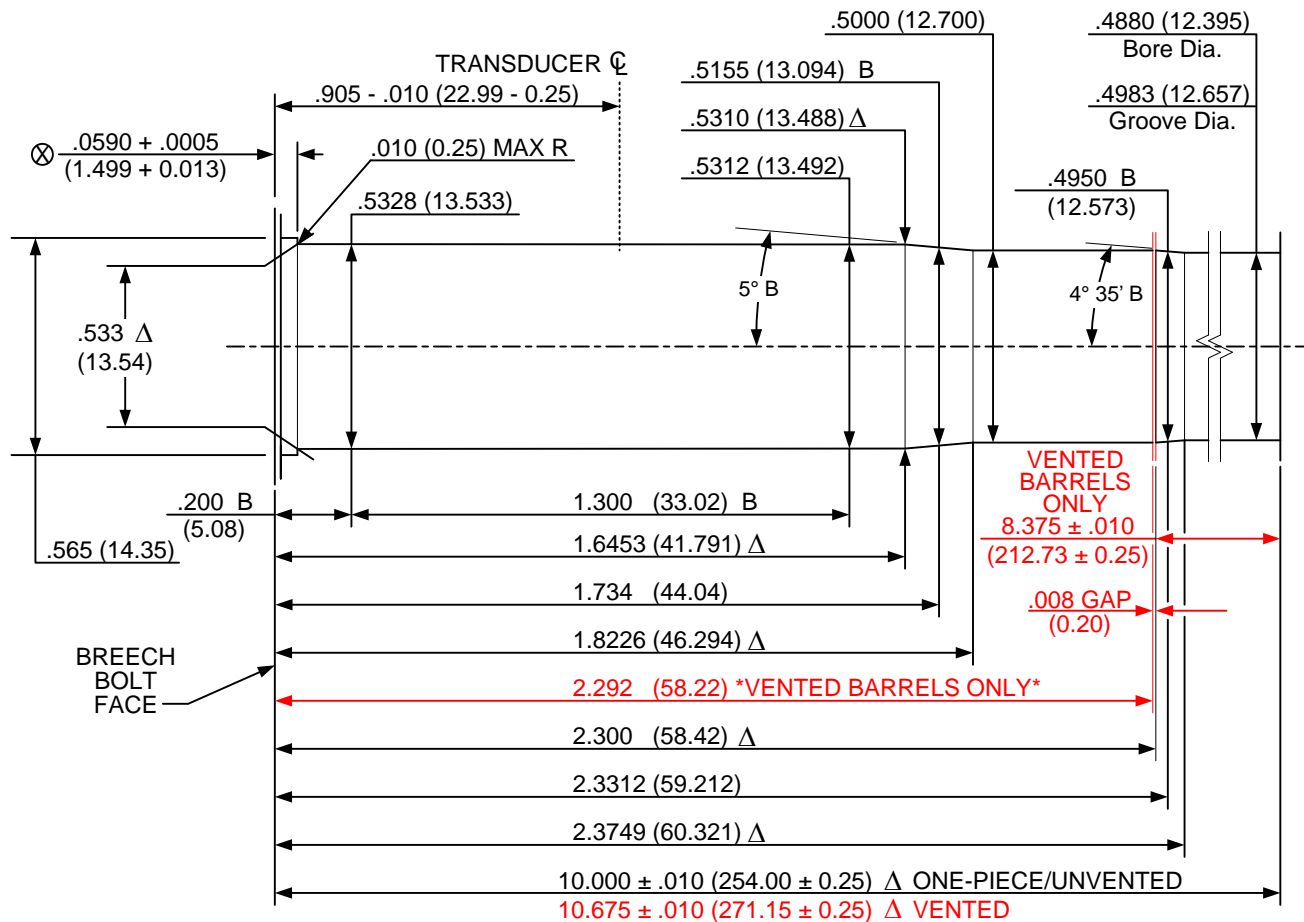 .5000 (12.700)
.4880 (12.395)
Bore Dia.
TRANSDUCER ℄
.5155 (13.094) B
.905 - .010 (22.99 - 0.25)
.4983 (12.657)
Groove Dia.
.5310 (13.488) Δ
.0590 + .0005
(1.499 + 0.013)
.010 (0.25) MAX R
.5312 (13.492)
.4950 B
(12.573)
.5328 (13.533)
5° B
4° 35' B
.533 Δ
(13.54)
VENTED
BARRELS
ONLY
8.375 ± .010
(212.73 ± 0.25)
.200 B
(5.08)
1.300 (33.02) B
.565 (14.35)
1.6453 (41.791) Δ
1.734 (44.04)
.008 GAP
(0.20)
1.8226 (46.294) Δ
BREECH
BOLT
FACE
2.292 (58.22) *VENTED BARRELS ONLY*
2.300 (58.42) Δ
2.3312 (59.212)
2.3749 (60.321) Δ
10.000 ± .010 (254.00 ± 0.25) Δ ONE-PIECE/UNVENTED
10.675 ± .010 (271.15 ± 0.25) Δ VENTED